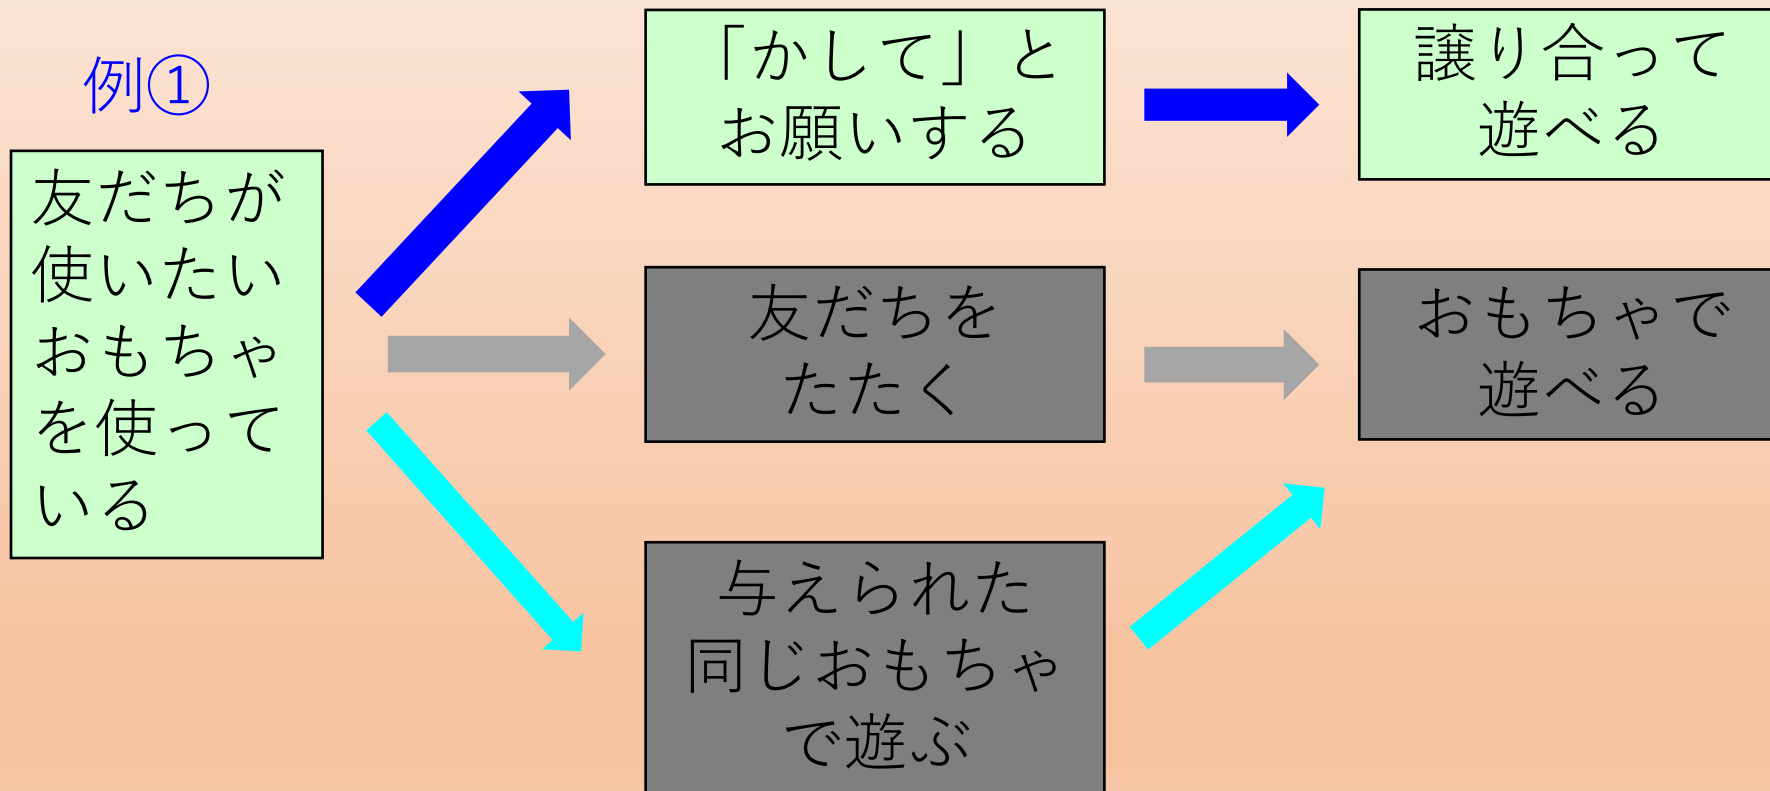 例①
友だちが
使いたい
おもちゃ
を使って
いる
「かして」と
お願いする
譲り合って
遊べる
友だちを
たたく
おもちゃで
遊べる
与えられた
同じおもちゃ
で遊ぶ